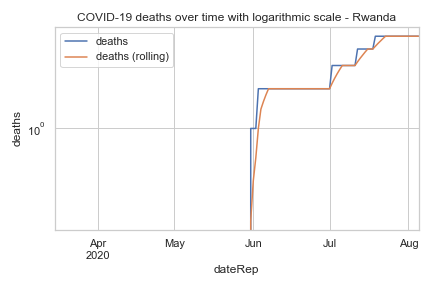 COVID-19 deaths over time with logarithmic scale - Rwanda
deaths
deaths (rolling)
deaths
10⁰
Apr
2020
May
Jun
Jul
Aug
dateRep